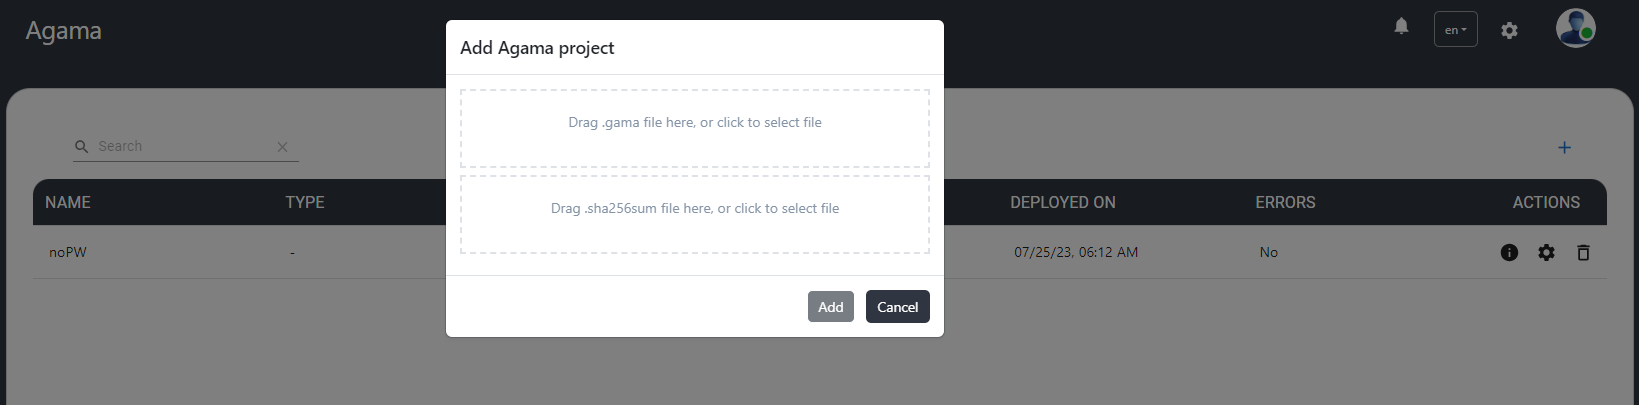 Agama
en
Add Agama project
Drag .gama file here, or click to select file
Drag .sha256sum file here, or click to select file
Add Cancel
Search
NAME TYPE DEPLOYED ON ERRORS ACTIONS
noPW - 07/25/23, 06:12 AM No